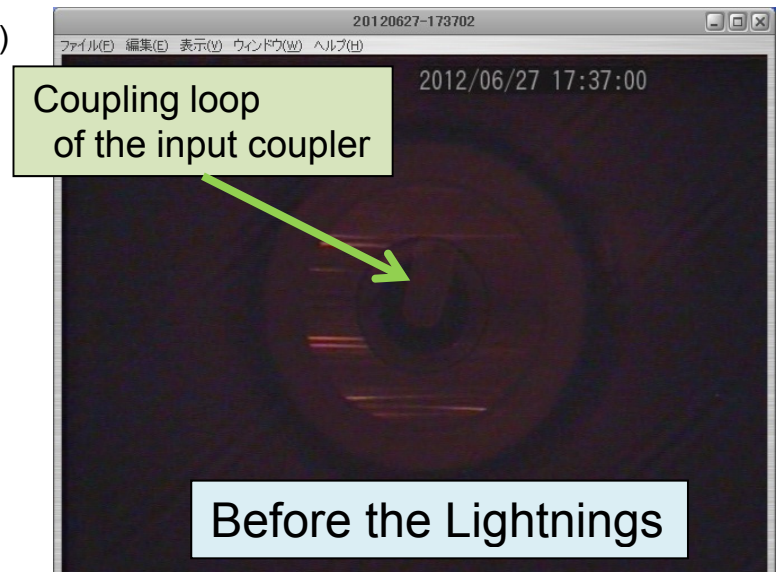 )
20120627-173702
ファイル(F) 編集(E) 表示(V) ウィンドウ(W) ヘルプ(H)
2012/06/27 17:37:00
Coupling loop
of the input coupler
Before the Lightnings